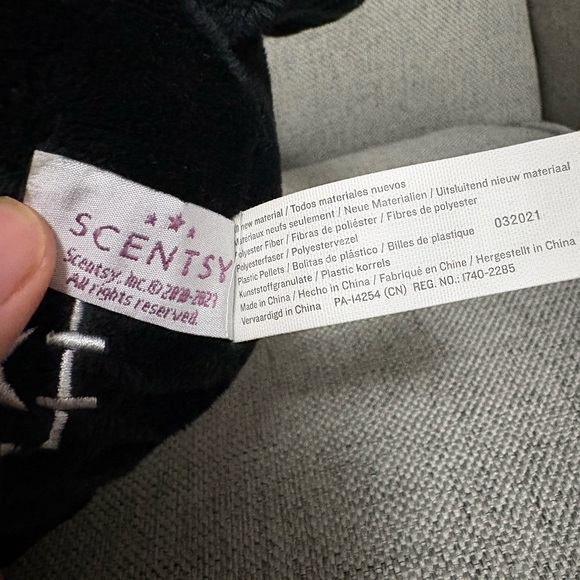 SCENTSY
Scentsy, Inc. © 2010-2021
All rights reserved.
new material / Todos materiales nuevos
Materiaux neufs seulement / Neue Materialien / Uitsluitend nieuw materiaal
Polyester Fiber / Fibras de poliéster / Fibres de polyester
Polyesterfaser / Polyestervezel
032021
Plastic Pellets / Bolitas de plástico / Billes de plastique
Kunststoffgranulate / Plastic korrels
Made in China / Hecho in China / Fabriqué en Chine / Hergestellt in China
Vervaardigd in China PA-14254 (CN) REG. NO.: 1740-2285